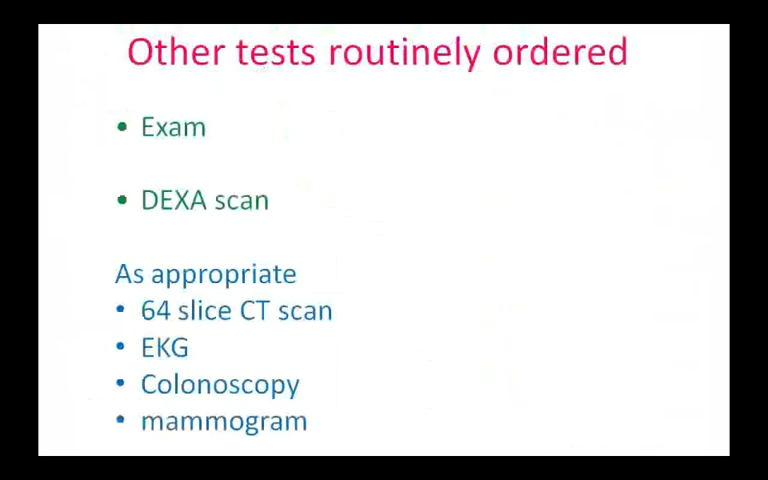 Other tests routinely ordered
• Exam
• DEXA scan
As appropriate
• 64 slice CT scan
• EKG
• Colonoscopy
• mammogram